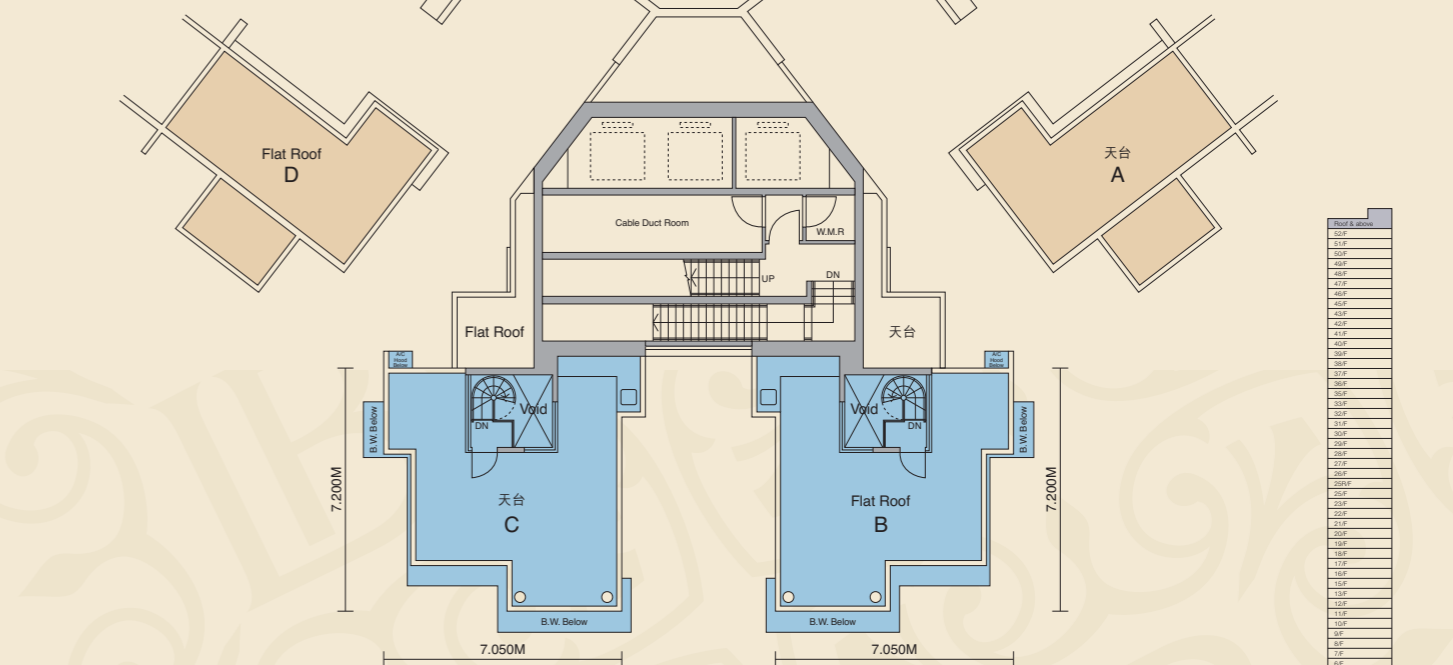 Flat Roof
D
天台
A
Cable Duct Room
W.M.R
UP
DN
Flat Roof
天台
A/C
Hood
Below
A/C
Hood
Below
B.W. Below
Void
DN
Void
DN
B.W. Below
7.200M
天台
C
Flat Roof
B
7.200M
B.W. Below
B.W. Below
7.050M
7.050M
Roof & above
52/F
51/F
50/F
49/F
48/F
47/F
46/F
45/F
43/F
42/F
41/F
40/F
39/F
38/F
37/F
36/F
35/F
33/F
32/F
31/F
30/F
29/F
28/F
27/F
26/F
25R/F
25/F
23/F
22/F
21/F
20/F
19/F
18/F
17/F
16/F
15/F
13/F
12/F
11/F
10/F
9/F
8/F
7/F
6/F